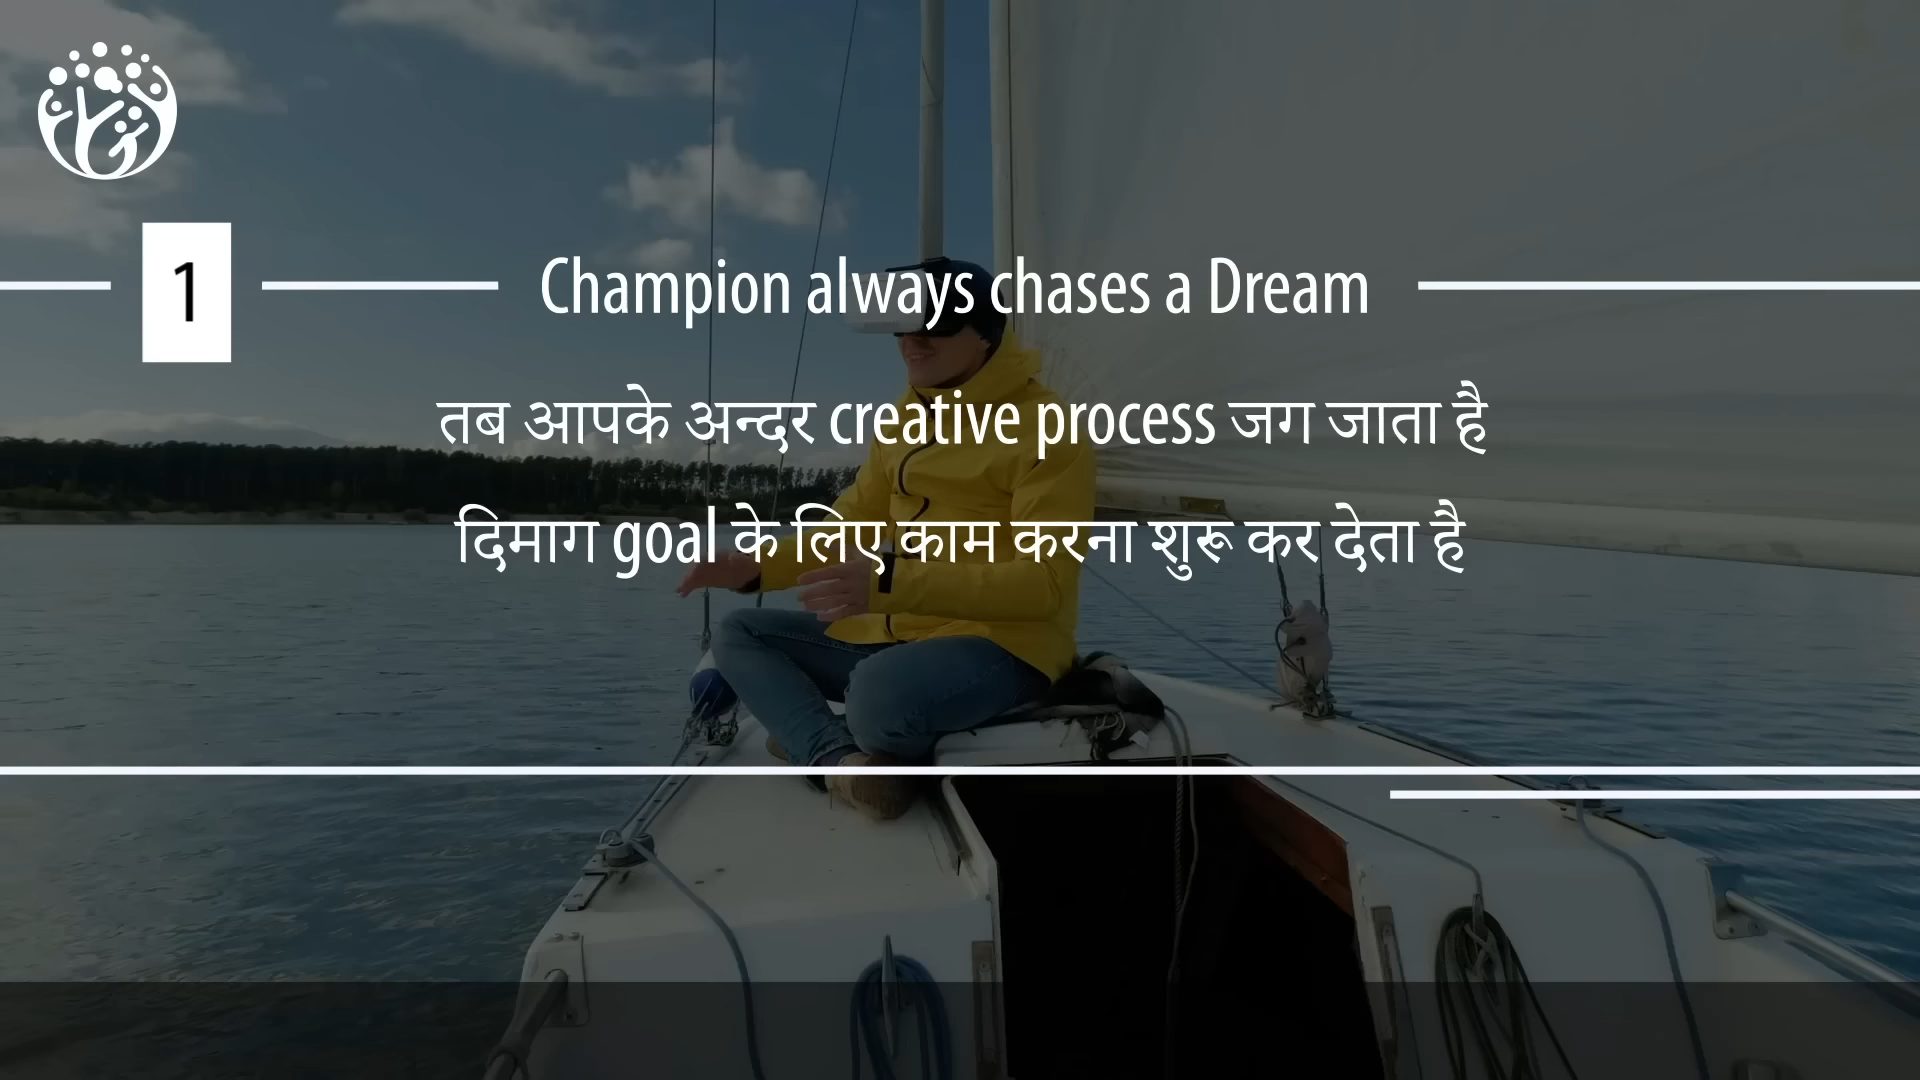 1
Champion always chases a Dream
तब आपके अन्दर creative process जग जाता है
दिमाग goal के लिए काम करना शुरू कर देता है